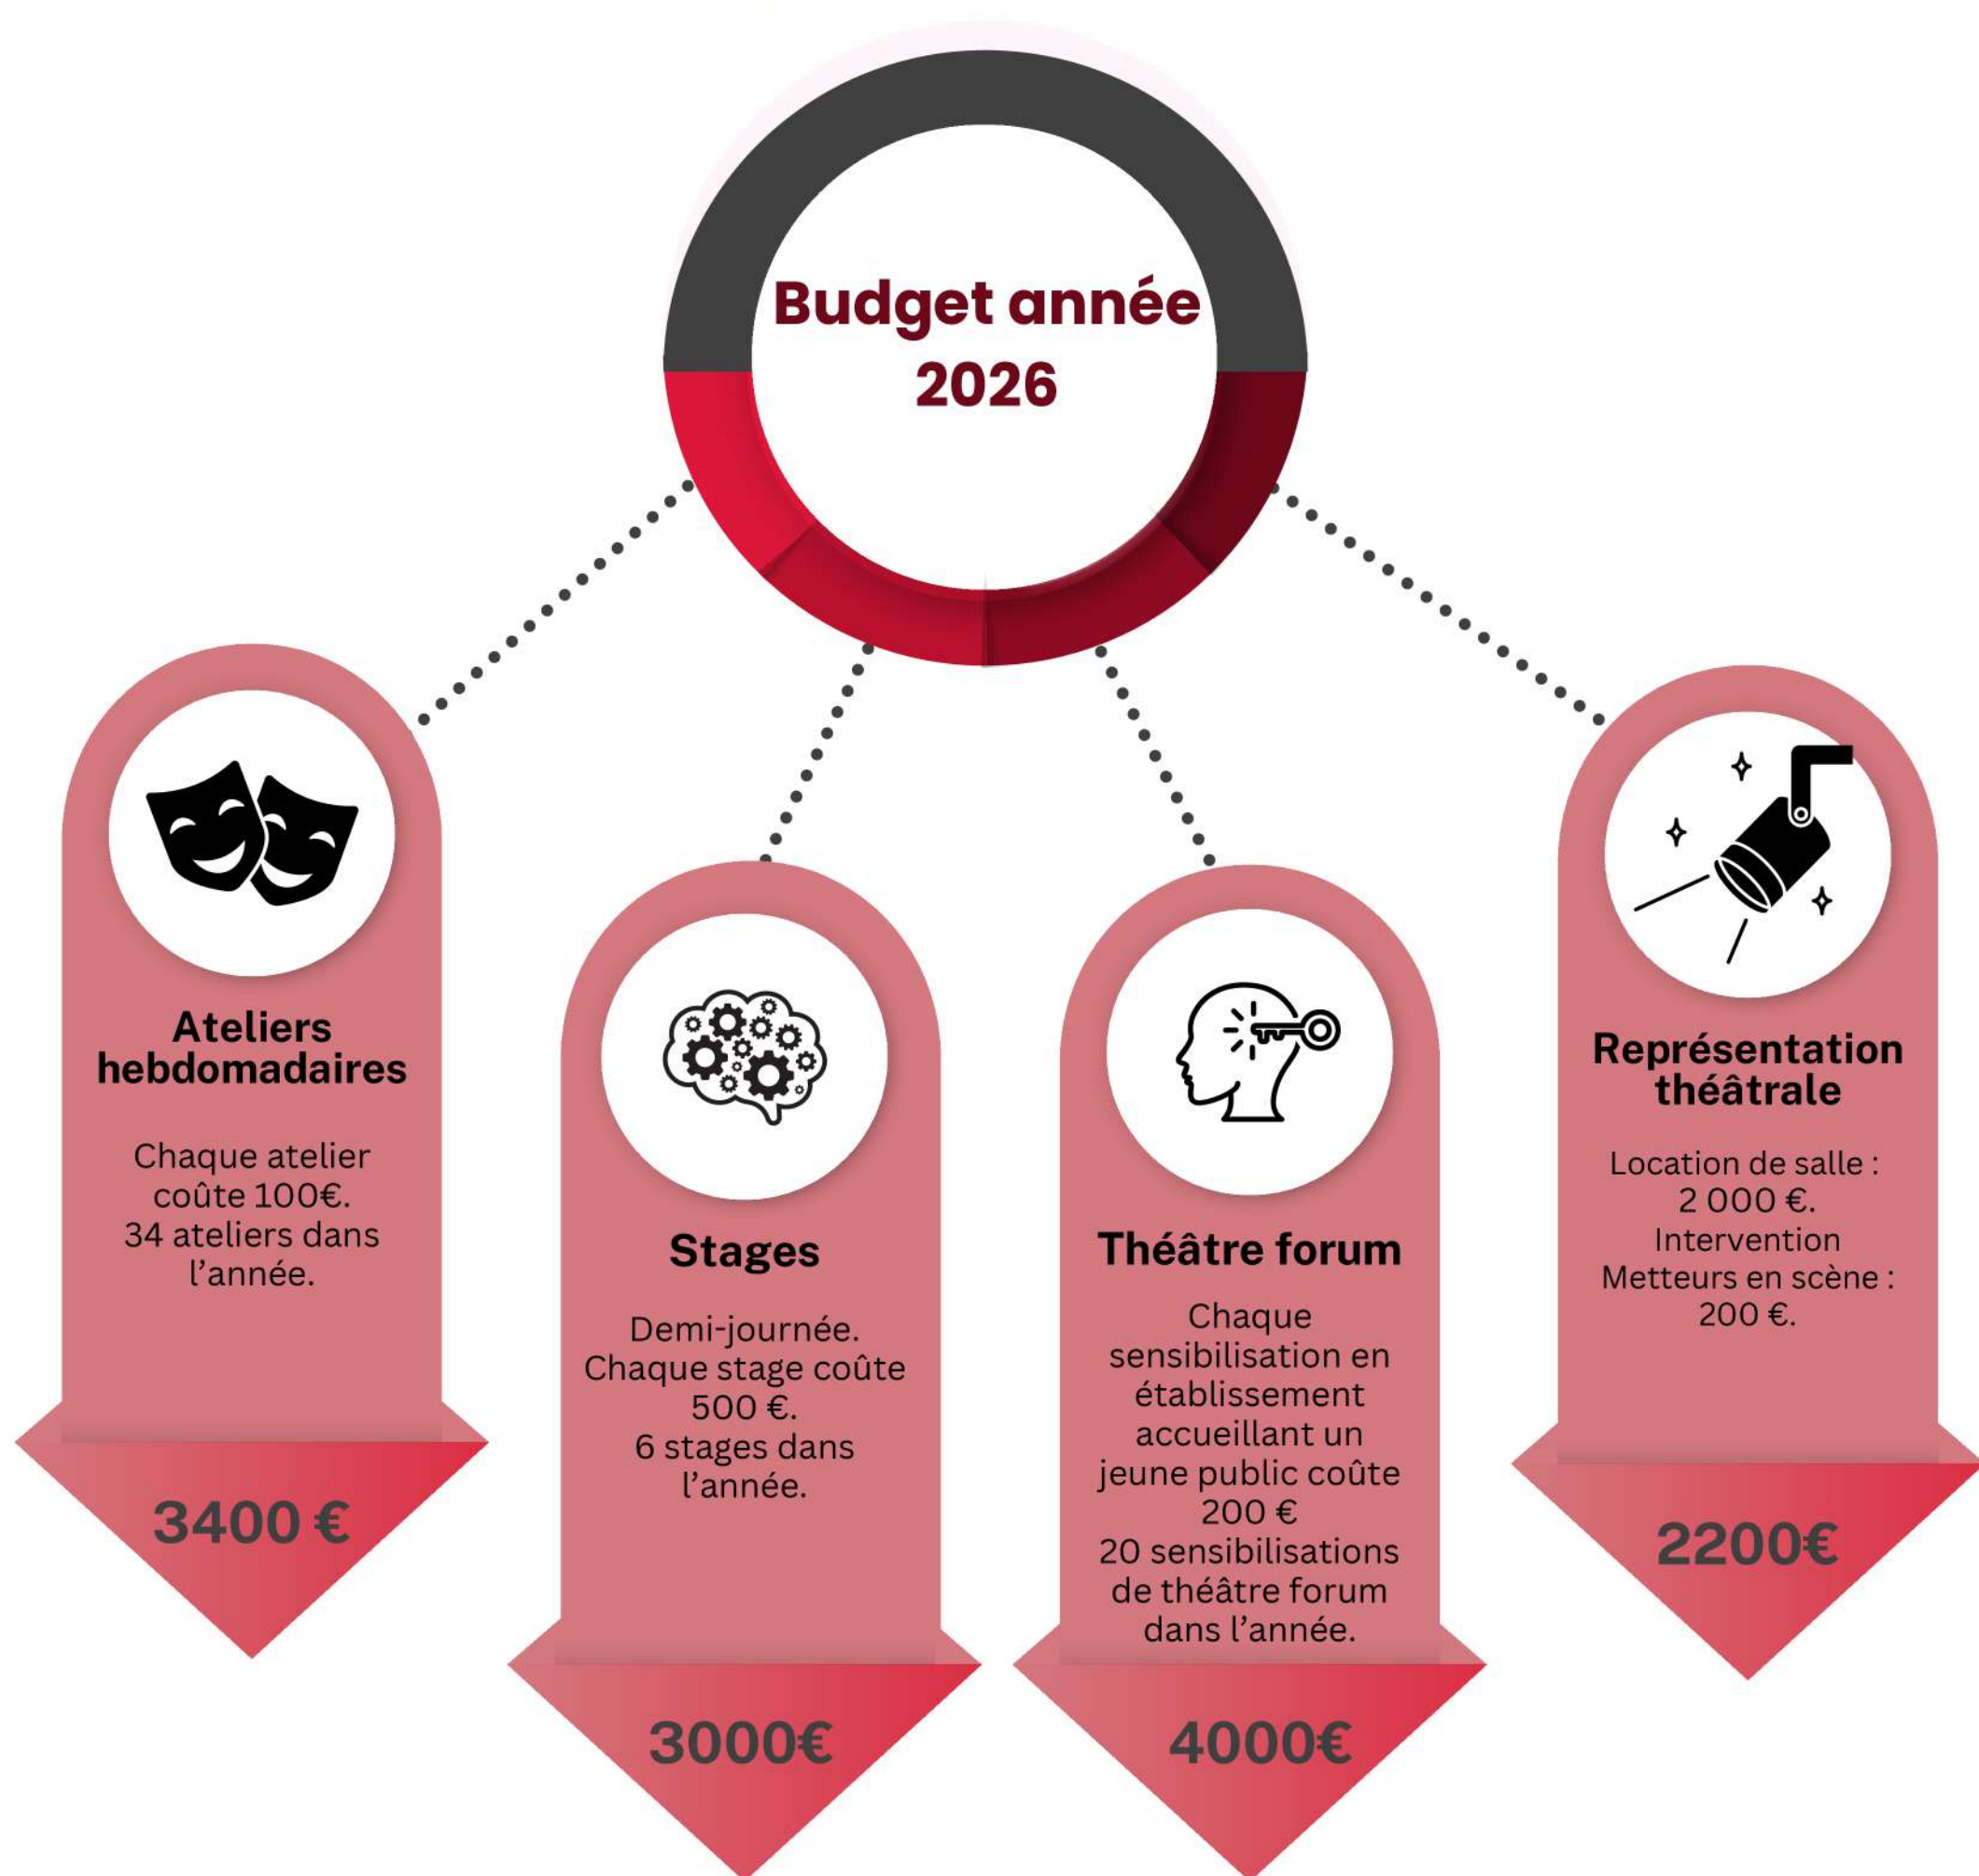 Budget année
2026
Ateliers
hebdomadaires
Chaque atelier
coûte 100€.
34 ateliers dans
l'année.
3400 €
Stages
Demi-journée.
Chaque stage coûte
500 €.
6 stages dans
l'année.
3000€
Théâtre forum
Chaque
sensibilisation en
établissement
accueillant un
jeune public coûte
200 €
20 sensibilisations
de théâtre forum
dans l'année.
4000€
Représentation
théâtrale
Location de salle :
2 000 €.
Intervention
Metteurs en scène :
200 €.
2200€